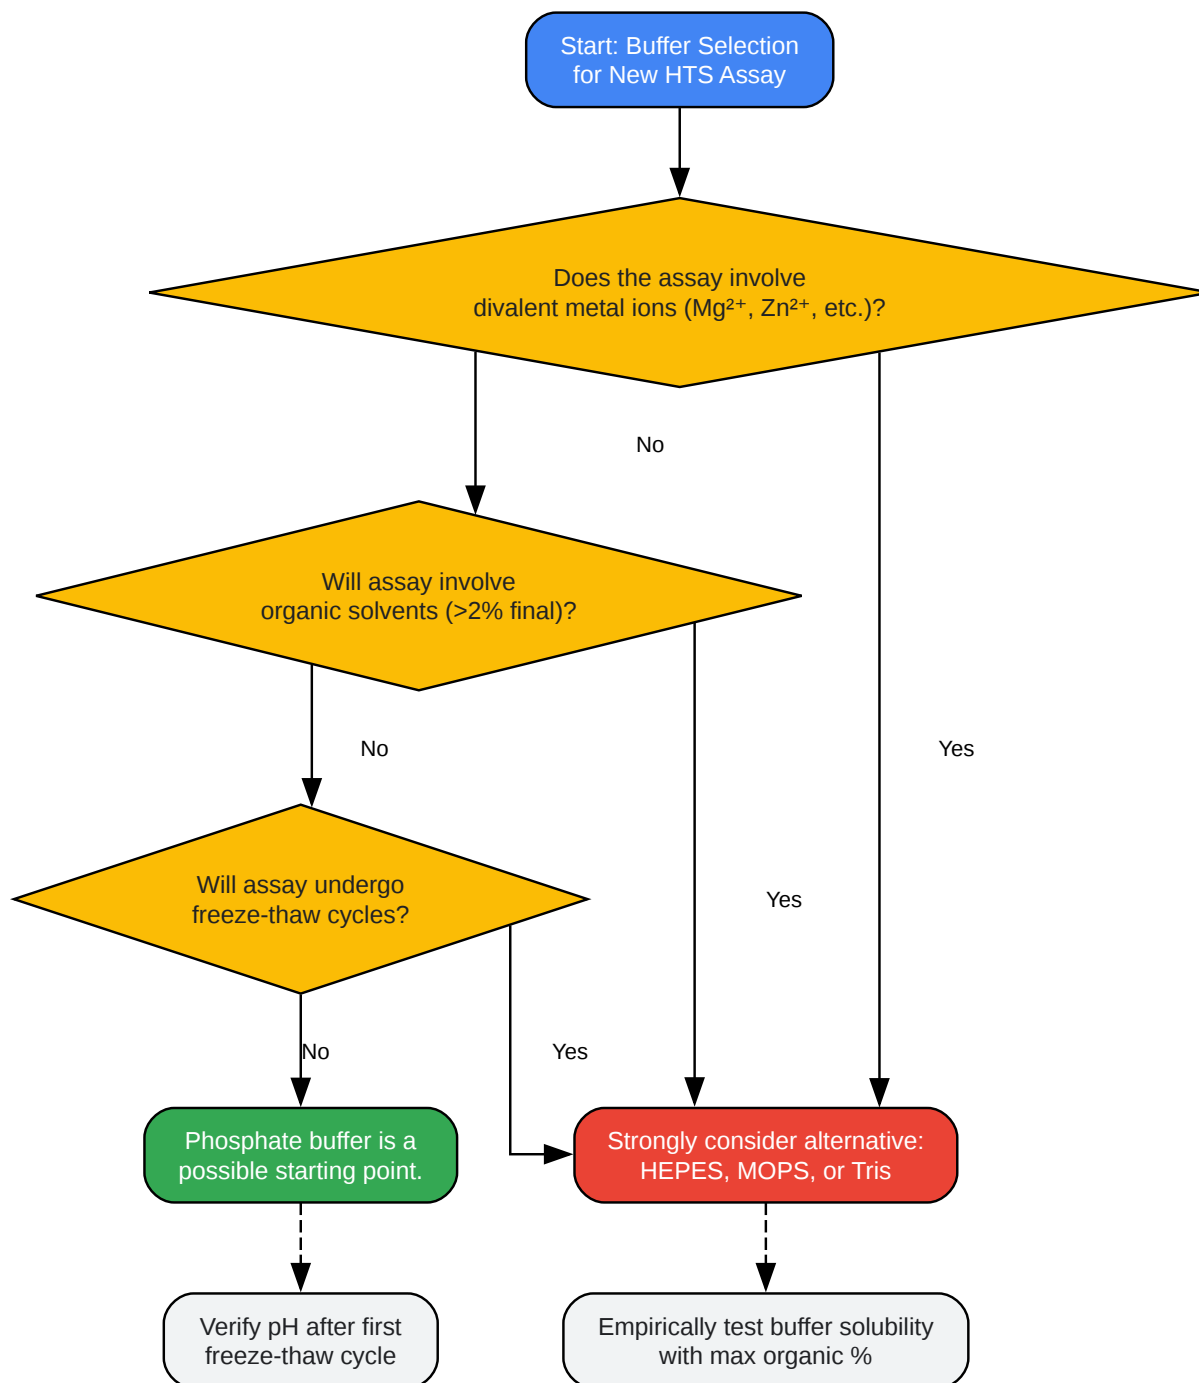 Start: Buffer Selection
for New HTS Assay
Does the assay involve
divalent metal ions (Mg²⁺, Zn²⁺, etc.)?
No
Will assay involve
organic solvents (>2% final)?
No
Yes
Will assay undergo
freeze-thaw cycles?
Yes
No
Yes
Phosphate buffer is a
possible starting point.
Strongly consider alternative:
HEPES, MOPS, or Tris
Verify pH after first
freeze-thaw cycle
Empirically test buffer solubility
with max organic %